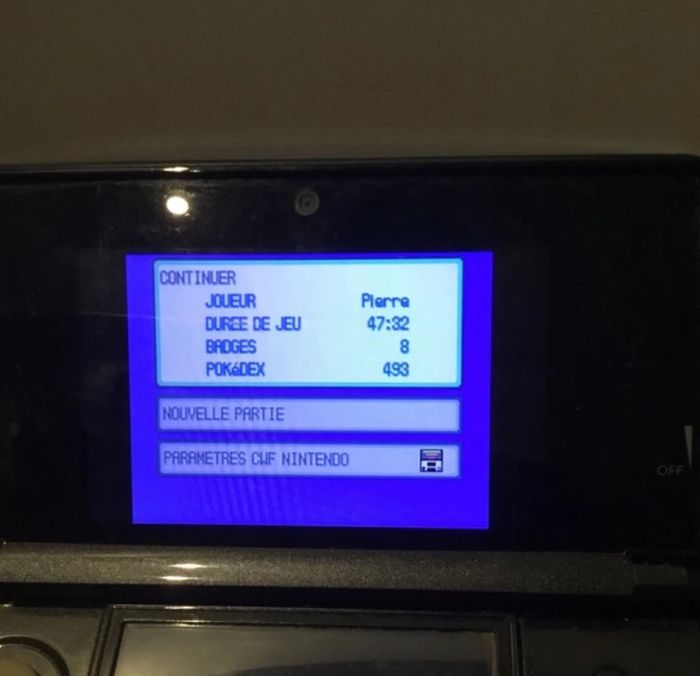 CONTINUER
JOUEUR Pierre
DUREE DE JEU 47:32
BADGES 8
POKéDEX 493
NOUVELLE PARTIE
PARAMETRES CWF NINTENDO
OFF